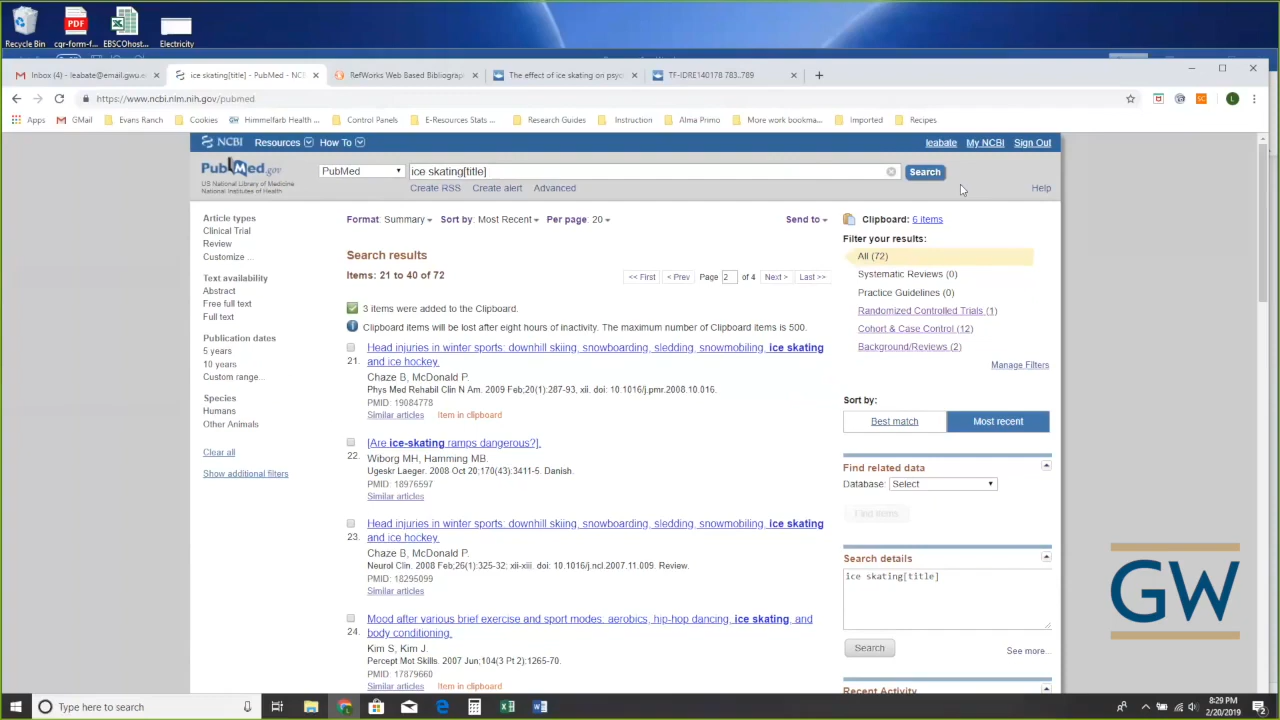 Recycle Bin
cqr-form-f...
EBSCOhost...
Electricity
PDF
Inbox (4) - leabate@email.gwu.e
ice skating[title] - PubMed - NCB
RefWorks Web Based Bibliograph
The effect of ice skating on psyc
TF-IDRE140178 783..789
https://www.ncbi.nlm.nih.gov/pubmed
Apps
GMail
Evans Ranch
Cookies
Himmelfarb Health ...
Control Panels
E-Resources Stats ...
Research Guides
Instruction
Alma Primo
More work bookma...
Imported
Recipes
NCBI Resources How To
leabate My NCBI Sign Out
PubMed.gov
US National Library of Medicine
National Institutes of Health
PubMed
ice skating[title]
Search
Create RSS Create alert Advanced
Help
Article types
Clinical Trial
Review
Customize ...
Text availability
Abstract
Free full text
Full text
Publication dates
5 years
10 years
Custom range...
Species
Humans
Other Animals
Clear all
Show additional filters
Format: Summary Sort by: Most Recent Per page: 20
Send to
Search results
Items: 21 to 40 of 72
<< First < Prev Page 2 of 4 Next > Last >>
3 items were added to the Clipboard.
Clipboard items will be lost after eight hours of inactivity. The maximum number of Clipboard items is 500.
Head injuries in winter sports: downhill skiing, snowboarding, sledding, snowmobiling, ice skating
21. and ice hockey.
Chaze B, McDonald P.
Phys Med Rehabil Clin N Am. 2009 Feb;20(1):287-93, xii. doi: 10.1016/j.pmr.2008.10.016.
PMID: 19084778
Similar articles Item in clipboard
[Are ice-skating ramps dangerous?].
22. Wiborg MH, Hamming MB.
Ugeskr Laeger. 2008 Oct 20;170(43):3411-5. Danish.
PMID: 18976597
Similar articles
Head injuries in winter sports: downhill skiing, snowboarding, sledding, snowmobiling, ice skating
23. and ice hockey.
Chaze B, McDonald P.
Neurol Clin. 2008 Feb;26(1):325-32; xii-xiii. doi: 10.1016/j.ncl.2007.11.009. Review.
PMID: 18295099
Similar articles
Mood after various brief exercise and sport modes: aerobics, hip-hop dancing, ice skating, and
24. body conditioning.
Kim S, Kim J.
Percept Mot Skills. 2007 Jun;104(3 Pt 2):1265-70.
PMID: 17879660
Similar articles Item in clipboard
Clipboard: 6 items
Filter your results:
All (72)
Systematic Reviews (0)
Practice Guidelines (0)
Randomized Controlled Trials (1)
Cohort & Case Control (12)
Background/Reviews (2)
Manage Filters
Sort by:
Best match Most recent
Find related data
Database: Select
Find items
Search details
ice skating[title]
Search
See more...
Recent Activity
GW
Type here to search
8:29 PM
2/20/2019